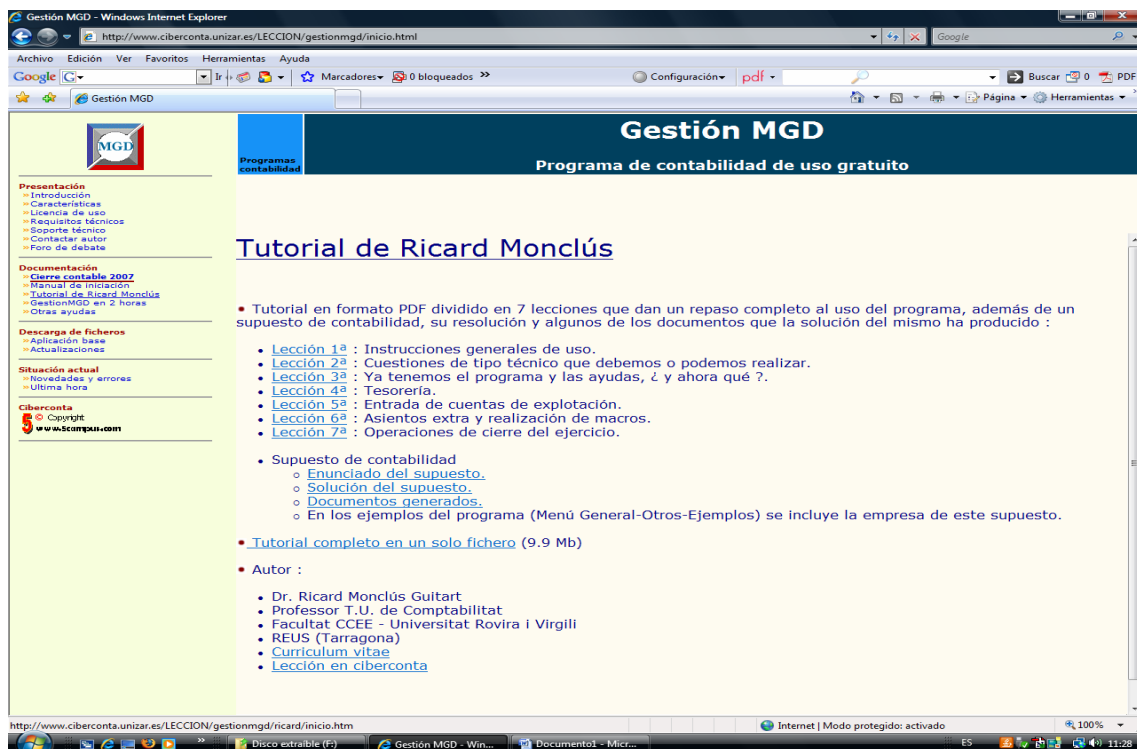 Gestión MGD - Windows Internet Explorer
http://www.ciberconta.unizar.es/LECCION/gestionmgd/inicio.html
Google
Archivo Edición Ver Favoritos Herramientas Ayuda
Google G Ir Marcadores 0 bloqueados » Configuración pdf Buscar 0 PDF
Gestión MGD Página Herramientas »
MGD
Programas
contabilidad
Gestión MGD
Programa de contabilidad de uso gratuito
Presentación
»Introducción
»Características
»Licencia de uso
»Requisitos técnicos
»Soporte técnico
»Contactar autor
»Foro de debate
Documentación
»Cierre contable 2007
»Manual de iniciación
»Tutorial de Ricard Monclús
»GestionMGD en 2 horas
»Otras ayudas
Descarga de ficheros
»Aplicación base
»Actualizaciones
Situación actual
»Novedades y errores
»Ultima hora
Ciberconta
5 © Copyright
www.5campus.com
Tutorial de Ricard Monclús
• Tutorial en formato PDF dividido en 7 lecciones que dan un repaso completo al uso del programa, además de un
supuesto de contabilidad, su resolución y algunos de los documentos que la solución del mismo ha producido :
• Lección 1ª : Instrucciones generales de uso.
• Lección 2ª : Cuestiones de tipo técnico que debemos o podemos realizar.
• Lección 3ª : Ya tenemos el programa y las ayudas, ¿ y ahora qué ?.
• Lección 4ª : Tesorería.
• Lección 5ª : Entrada de cuentas de explotación.
• Lección 6ª : Asientos extra y realización de macros.
• Lección 7ª : Operaciones de cierre del ejercicio.
• Supuesto de contabilidad
o Enunciado del supuesto.
o Solución del supuesto.
o Documentos generados.
o En los ejemplos del programa (Menú General-Otros-Ejemplos) se incluye la empresa de este supuesto.
• Tutorial completo en un solo fichero (9.9 Mb)
• Autor :
• Dr. Ricard Monclús Guitart
• Professor T.U. de Comptabilitat
• Facultat CCEE - Universitat Rovira i Virgili
• REUS (Tarragona)
• Curriculum vitae
• Lección en ciberconta
http://www.ciberconta.unizar.es/LECCION/gestionmgd/ricard/inicio.htm Internet | Modo protegido: activado 100%
» Disco extraíble (F:) Gestión MGD - Win... Documento1 - Micr... ES 11:28